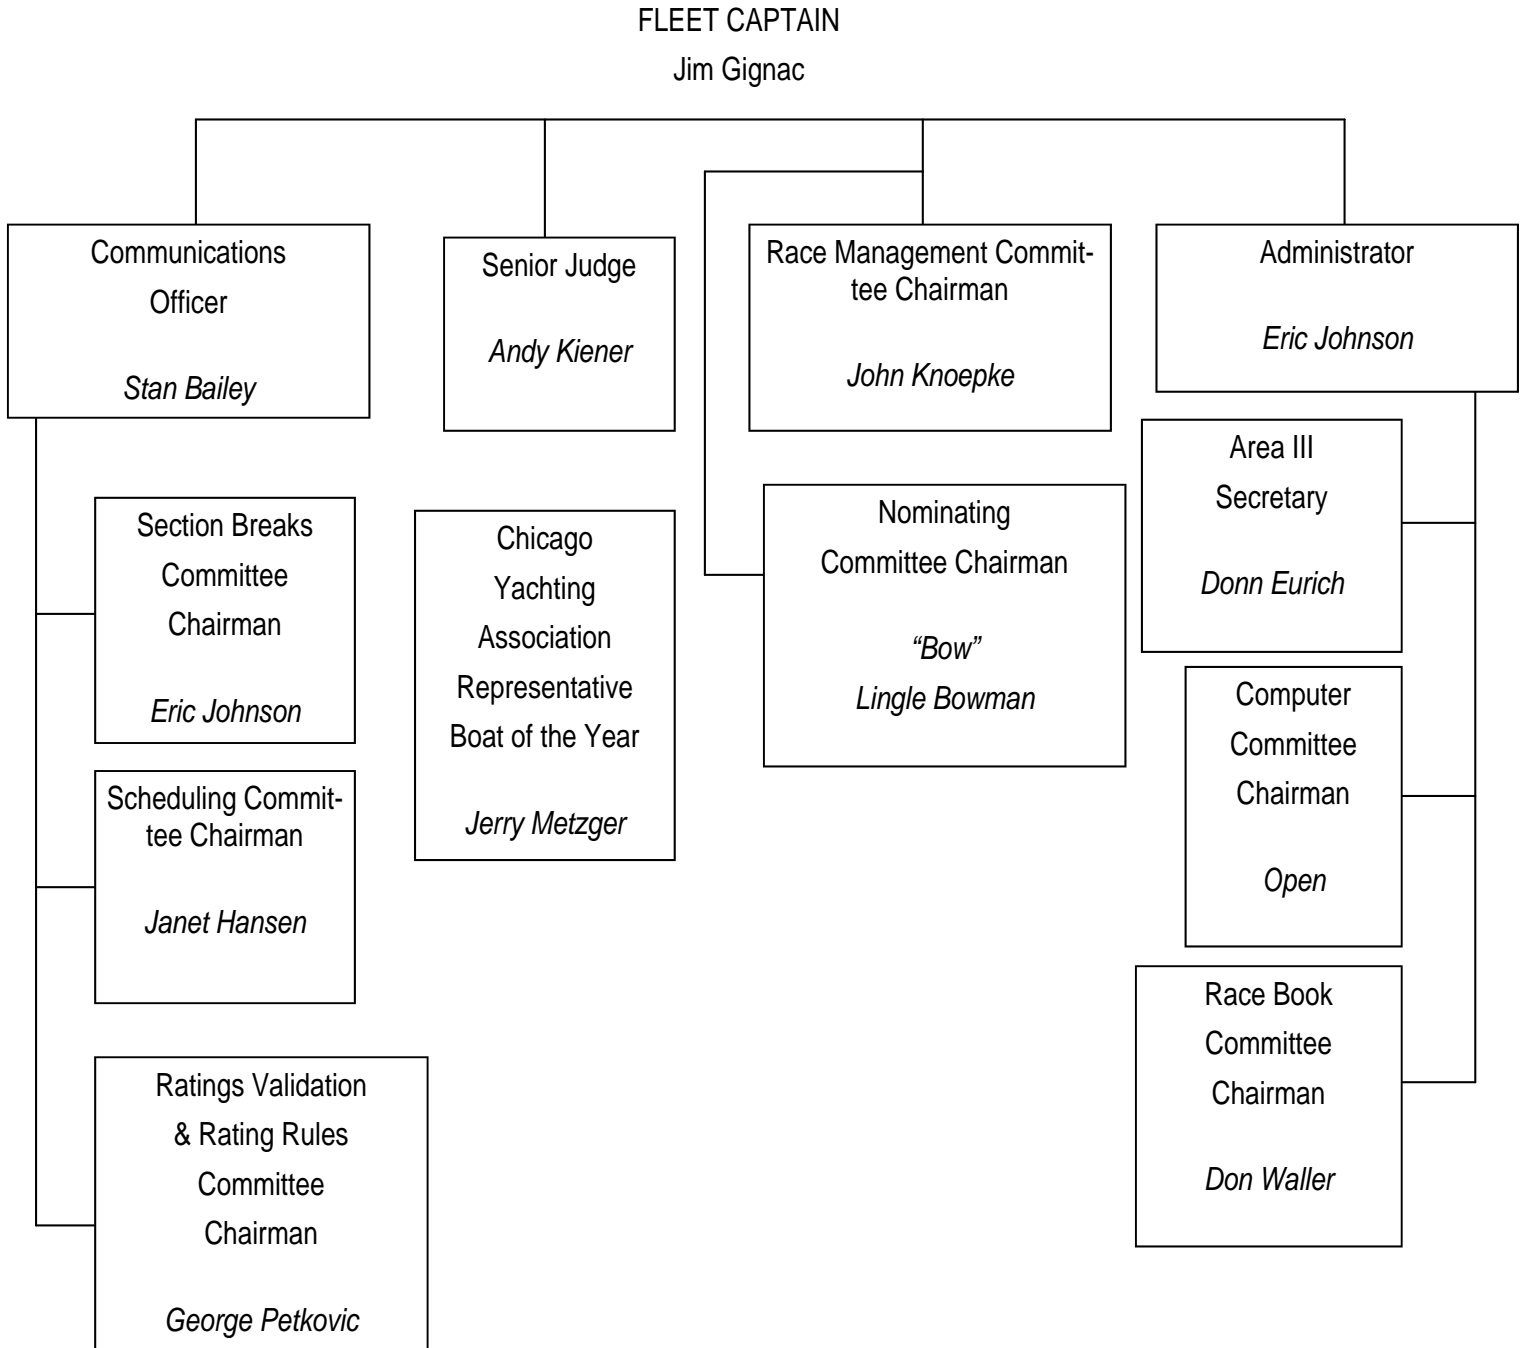 FLEET CAPTAIN
Jim Gignac
Communications
Officer
Stan Bailey
Senior Judge
Andy Kiener
Race Management Commit-
tee Chairman
John Knoepke
Administrator
Eric Johnson
Section Breaks
Committee
Chairman
Eric Johnson
Scheduling Commit-
tee Chairman
Janet Hansen
Ratings Validation
& Rating Rules
Committee
Chairman
George Petkovic
Chicago
Yachting
Association
Representative
Boat of the Year
Jerry Metzger
Nominating
Committee Chairman
“Bow”
Lingle Bowman
Area III
Secretary
Donn Eurich
Computer
Committee
Chairman
Open
Race Book
Committee
Chairman
Don Waller